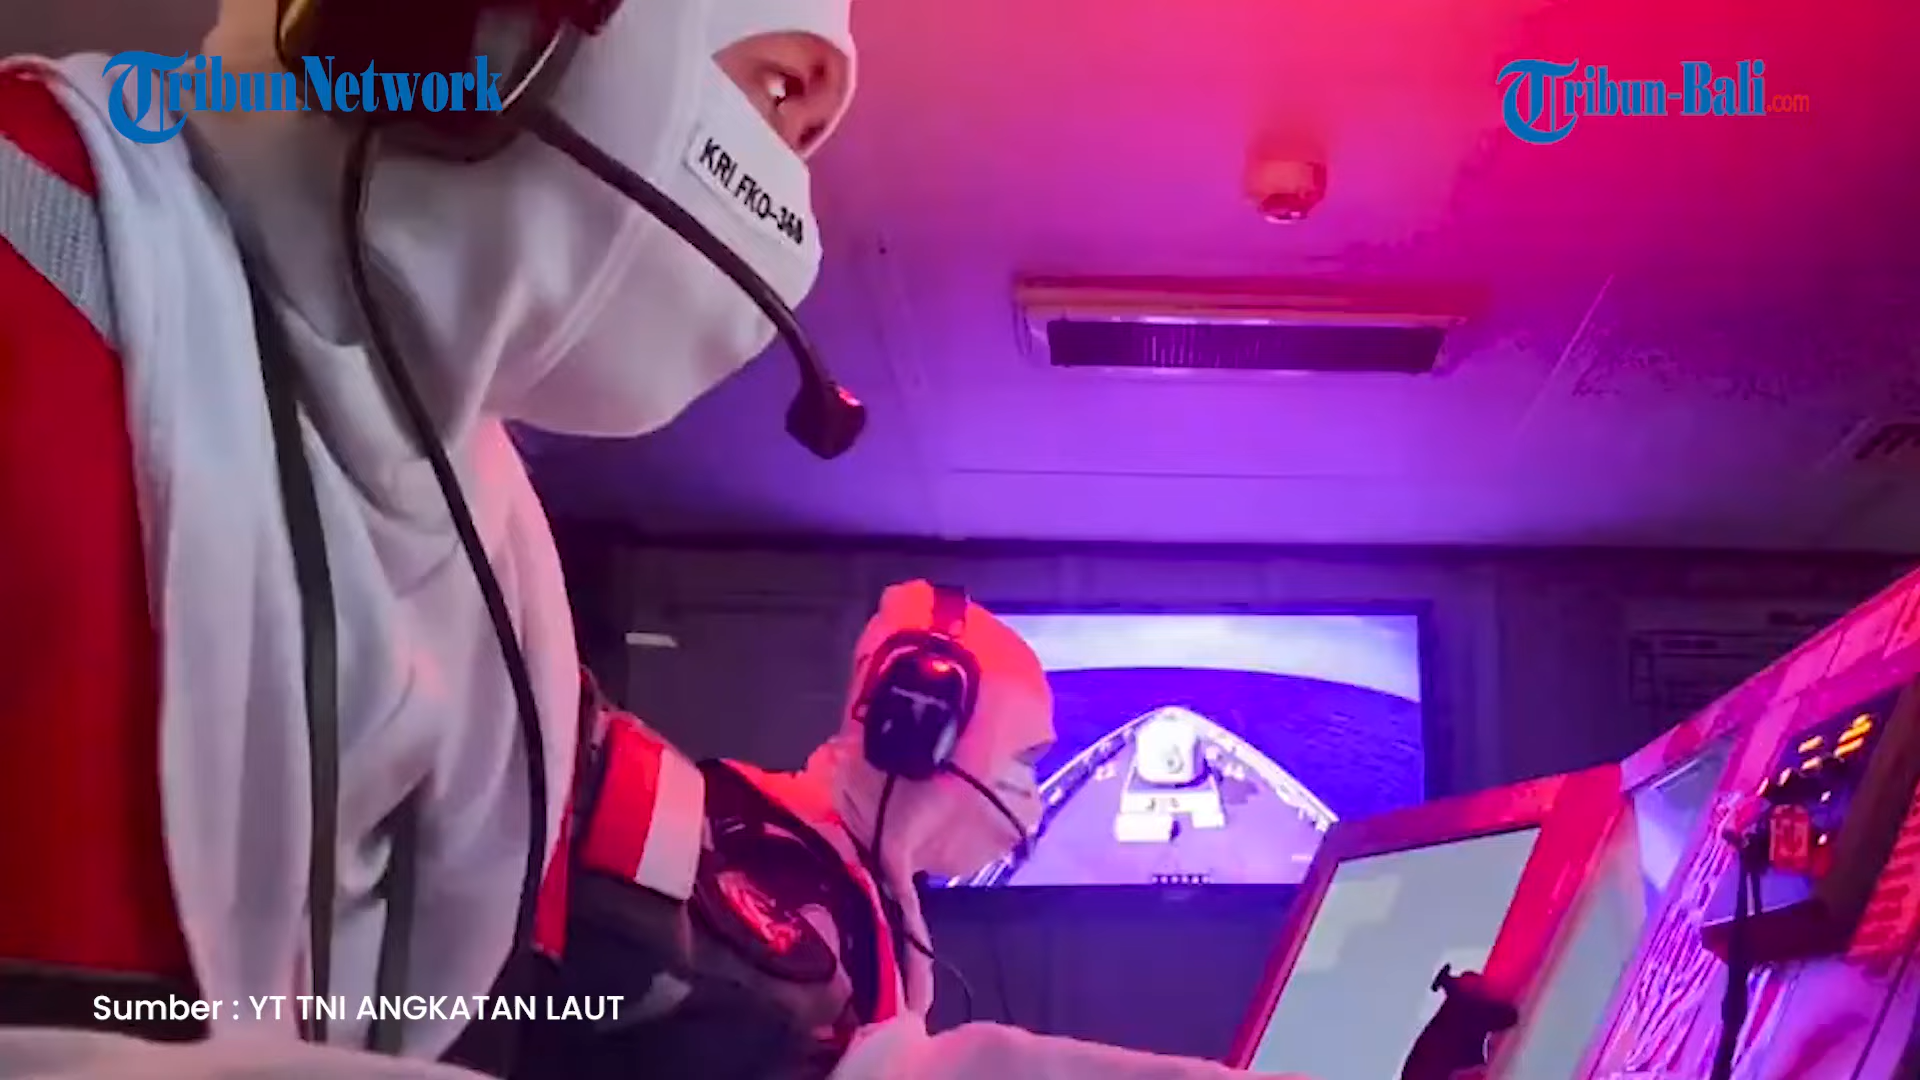 TribunNetwork
Tribun-Bali.com
KRI FKO-368
Sumber : YT TNI ANGKATAN LAUT